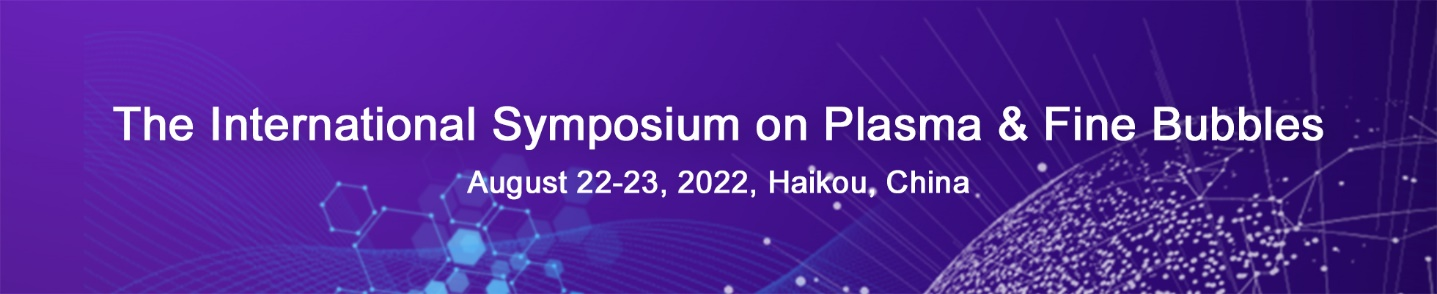 The International Symposium on Plasma & Fine Bubbles
August 22-23, 2022, Haikou, China